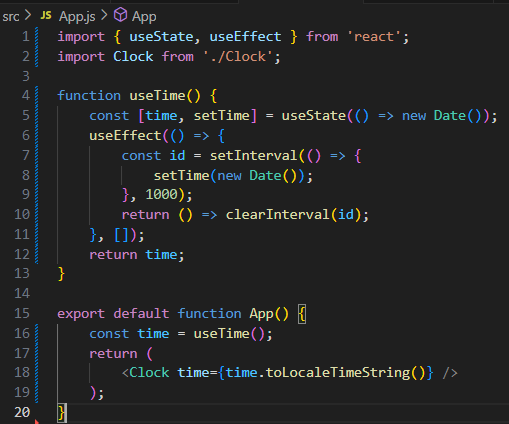 src > JS App.js > App
1 import { useState, useEffect } from 'react';
2 import Clock from './Clock';
3
4 function useTime() {
5     const [time, setTime] = useState(() => new Date());
6     useEffect(() => {
7         const id = setInterval(() => {
8             setTime(new Date());
9         }, 1000);
10         return () => clearInterval(id);
11     }, []);
12     return time;
13 }
14
15 export default function App() {
16     const time = useTime();
17     return (
18         <Clock time={time.toLocaleTimeString()} />
19     );
20 }